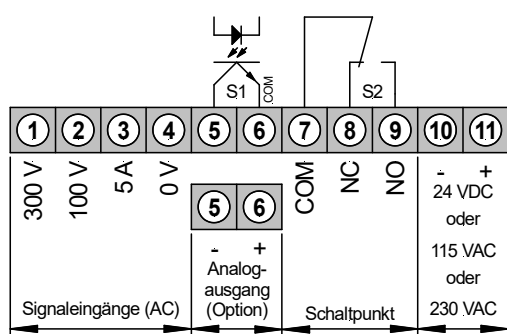 S1
COM
S2
1 2 3 4 5 6 7 8 9 10 11
300 V
100 V
5 A
0 V
COM
NC
NO
- +
24 VDC
oder
115 VAC
oder
230 VAC
5 6
- +
Analog-
ausgang
(Option)
Signaleingänge (AC)
Schaltpunkt